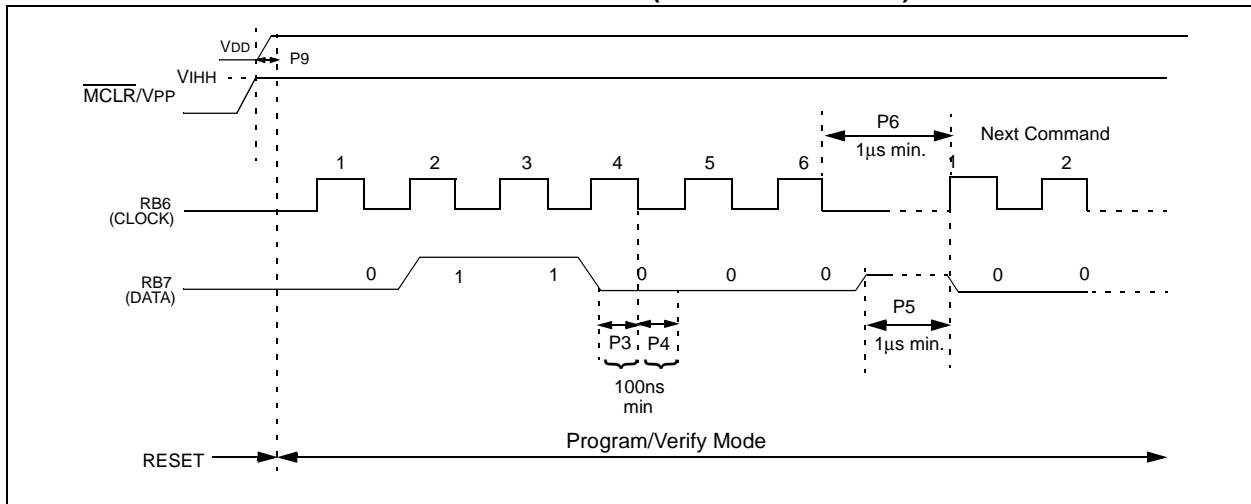 VDD
P9
VIHH
MCLR/VPP
P6
1µs min.
Next Command
1 2 3 4 5 6 1 2
RB6
(CLOCK)
0 1 1 0 0 0 0 0
RB7
(DATA)
P5
1µs min.
P3 P4
100ns
min
Program/Verify Mode
RESET